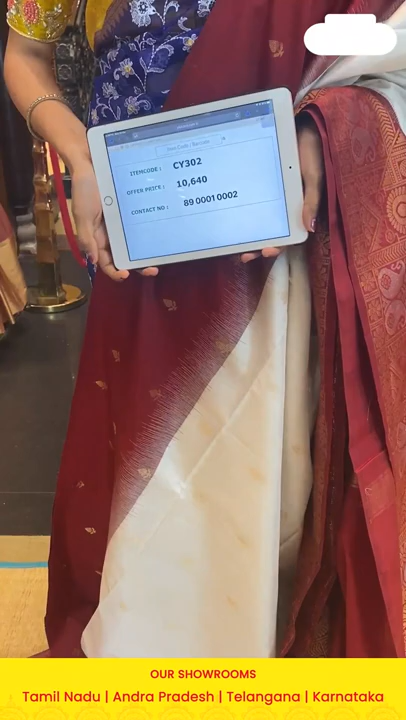 ITEMCODE : CY302
OFFER PRICE : 10,640
CONTACT NO : 89 0001 0002
OUR SHOWROOMS
Tamil Nadu | Andra Pradesh | Telangana | Karnataka